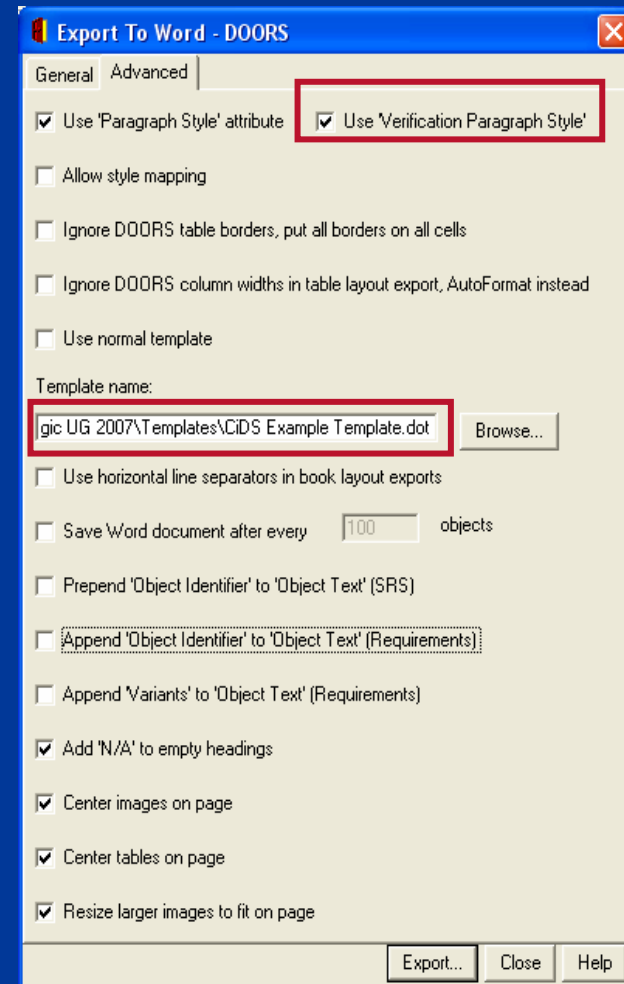 Export To Word - DOORS
General Advanced
Use 'Paragraph Style' attribute Use 'Verification Paragraph Style'
Allow style mapping
Ignore DOORS table borders, put all borders on all cells
Ignore DOORS column widths in table layout export, AutoFormat instead
Use normal template
Template name:
gic UG 2007\Templates\CiDS Example Template.dot Browse...
Use horizontal line separators in book layout exports
Save Word document after every 100 objects
Prepend 'Object Identifier' to 'Object Text' (SRS)
Append 'Object Identifier' to 'Object Text' (Requirements)
Append 'Variants' to 'Object Text' (Requirements)
Add 'N/A' to empty headings
Center images on page
Center tables on page
Resize larger images to fit on page
Export... Close Help